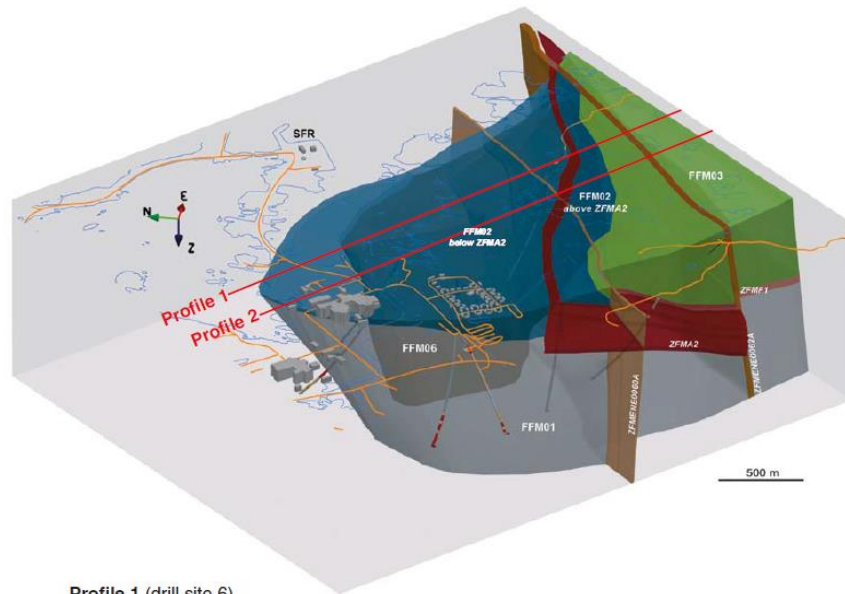 SFR
E
N
Z
FFM03
FFM02
above ZFMA2
FFM02
below ZFMA2
Profile 1
Profile 2
ZFMF1
ZFMA2
FFM06
ZFMENE0062A
ZFMENE0060A
FFM01
500 m
Profile 1 (drill site 6)